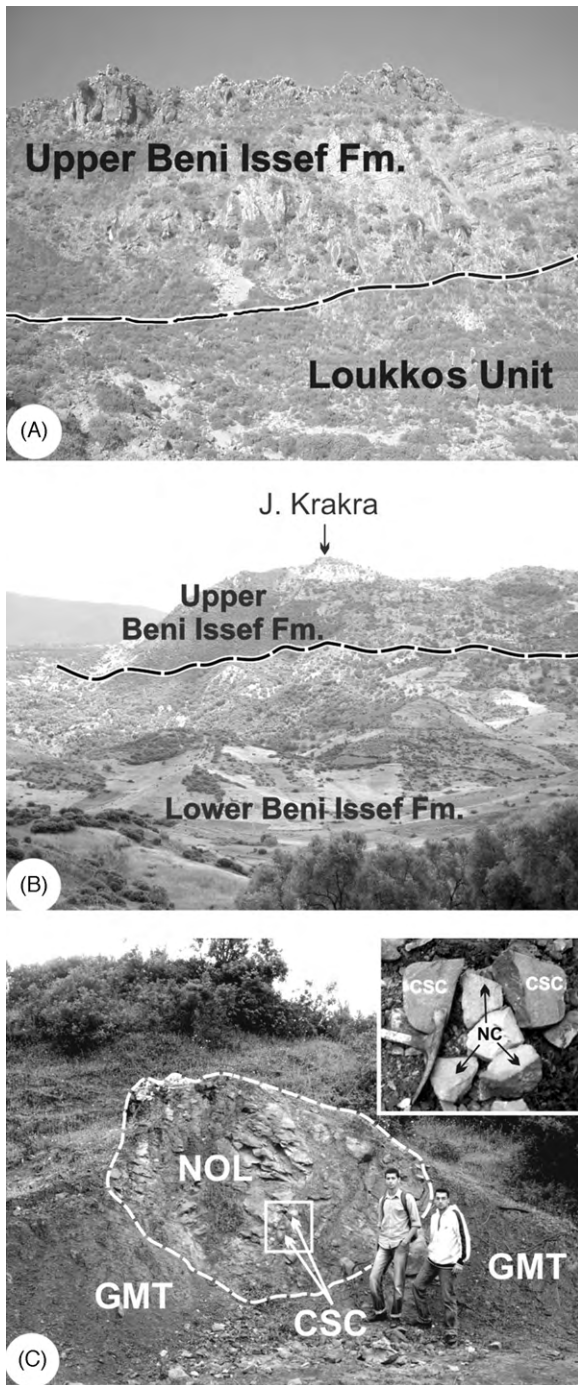 Upper Beni Issef Fm.
Loukkos Unit
(A)
J. Krakra
Upper
Beni Issef Fm.
Lower Beni Issef Fm.
(B)
CSC
CSC
NC
NOL
GMT
GMT
CSC
(C)